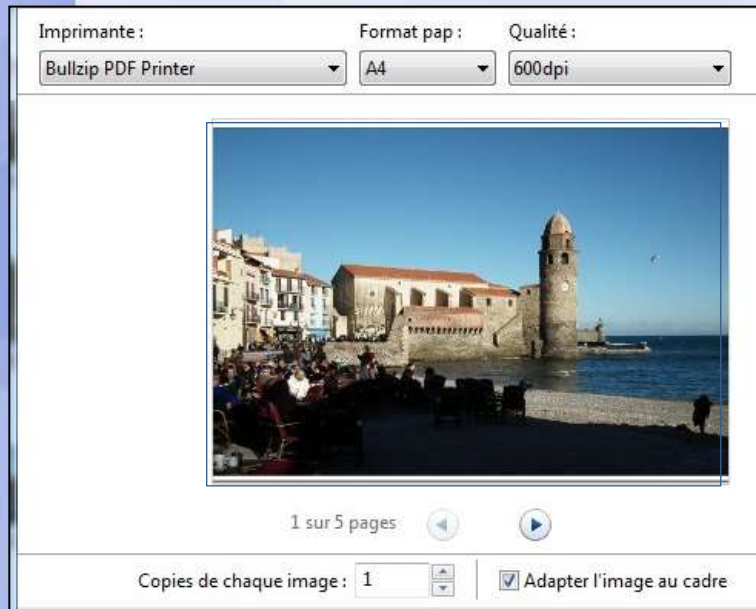 Imprimante : Format pap : Qualité :
Bullzip PDF Printer A4 600dpi
1 sur 5 pages
Copies de chaque image : 1 Adapter l'image au cadre